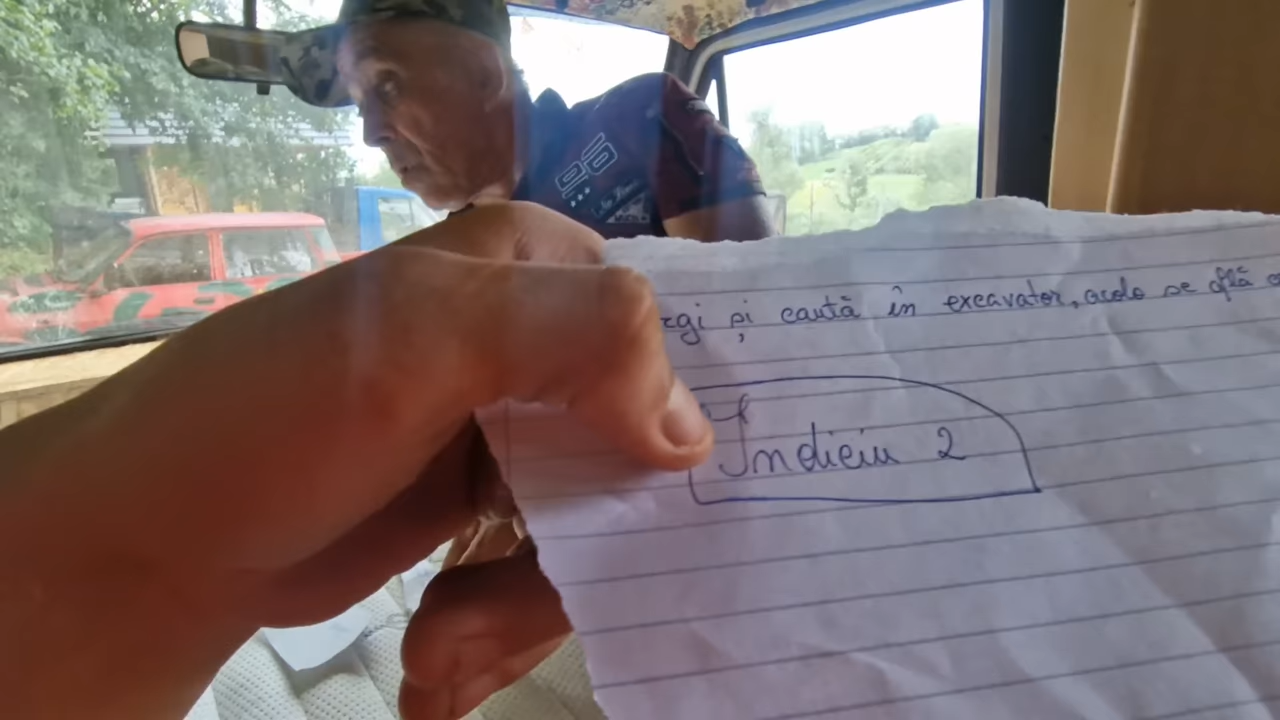 și caută în excavator, acolo se află
Indiciu 2